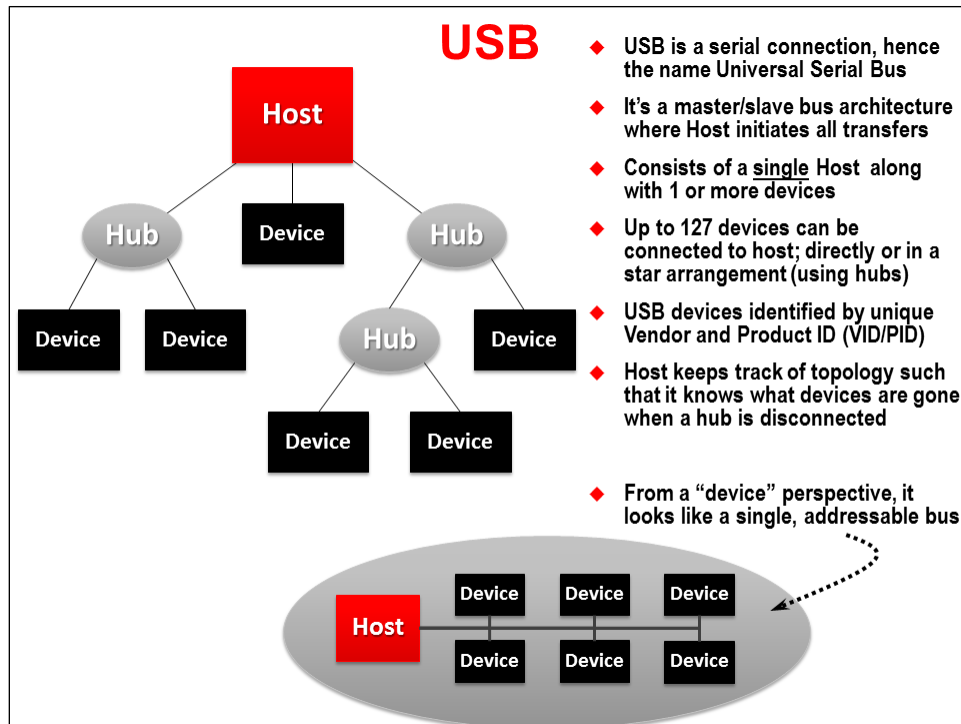 USB
Host
Hub
Device
Hub
Device
Device
Hub
Device
Device
Device
◆ USB is a serial connection, hence
the name Universal Serial Bus
◆ It’s a master/slave bus architecture
where Host initiates all transfers
◆ Consists of a single Host along
with 1 or more devices
◆ Up to 127 devices can be
connected to host; directly or in a
star arrangement (using hubs)
◆ USB devices identified by unique
Vendor and Product ID (VID/PID)
◆ Host keeps track of topology such
that it knows what devices are gone
when a hub is disconnected
◆ From a “device” perspective, it
looks like a single, addressable bus
Host
Device
Device
Device
Device
Device
Device